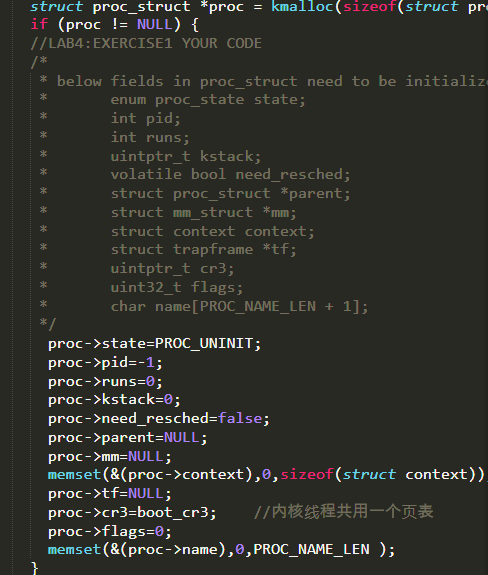 struct proc_struct *proc = kmalloc(sizeof(struct pro
if (proc != NULL) {
//LAB4:EXERCISE1 YOUR CODE
/*
* below fields in proc_struct need to be initialize
* enum proc_state state;
* int pid;
* int runs;
* uintptr_t kstack;
* volatile bool need_resched;
* struct proc_struct *parent;
* struct mm_struct *mm;
* struct context context;
* struct trapframe *tf;
* uintptr_t cr3;
* uint32_t flags;
* char name[PROC_NAME_LEN + 1];
*/
proc->state=PROC_UNINIT;
proc->pid=-1;
proc->runs=0;
proc->kstack=0;
proc->need_resched=false;
proc->parent=NULL;
proc->mm=NULL;
memset(&(proc->context),0,sizeof(struct context))
proc->tf=NULL;
proc->cr3=boot_cr3; //内核线程共用一个页表
proc->flags=0;
memset(&(proc->name),0,PROC_NAME_LEN );
}